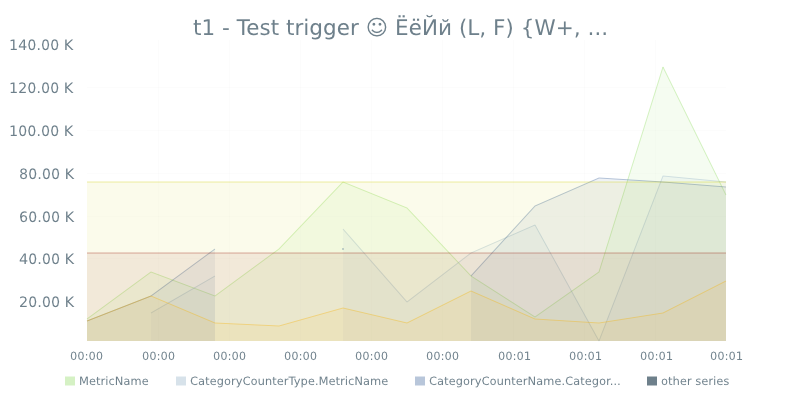 t1 - Test trigger ☺ ЁёЙй (L, F) {W+, ...
140.00 K
120.00 K
100.00 K
80.00 K
60.00 K
40.00 K
20.00 K
00:00 00:00 00:00 00:00 00:00 00:00 00:01 00:01 00:01 00:01
MetricName CategoryCounterType.MetricName CategoryCounterName.Categor... other series